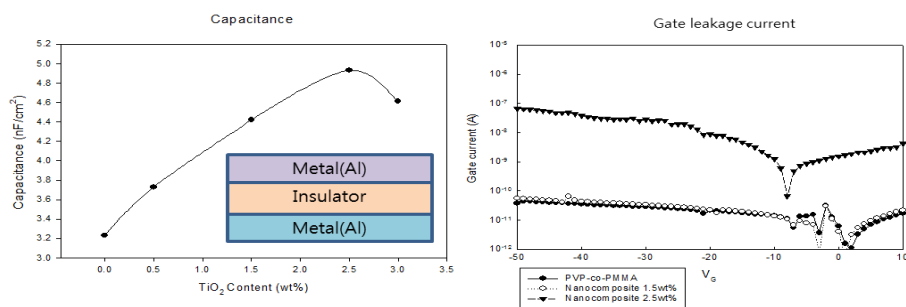 Capacitance
Capacitance (nF/cm²)
5.2
5.0
4.8
4.6
4.4
4.2
4.0
3.8
3.6
3.4
3.2
3.0
Metal(Al)
Insulator
Metal(Al)
0.0 0.5 1.0 1.5 2.0 2.5 3.0 3.5
TiO₂ Content (wt%)
Gate leakage current
Gate current (A)
10⁻⁵
10⁻⁶
10⁻⁷
10⁻⁸
10⁻⁹
10⁻¹⁰
10⁻¹¹
10⁻¹²
-50 -40 -30 -20 -10 0 10
V_G
PVP-co-PMMA
Nanocomposite 1.5wt%
Nanocomposite 2.5wt%